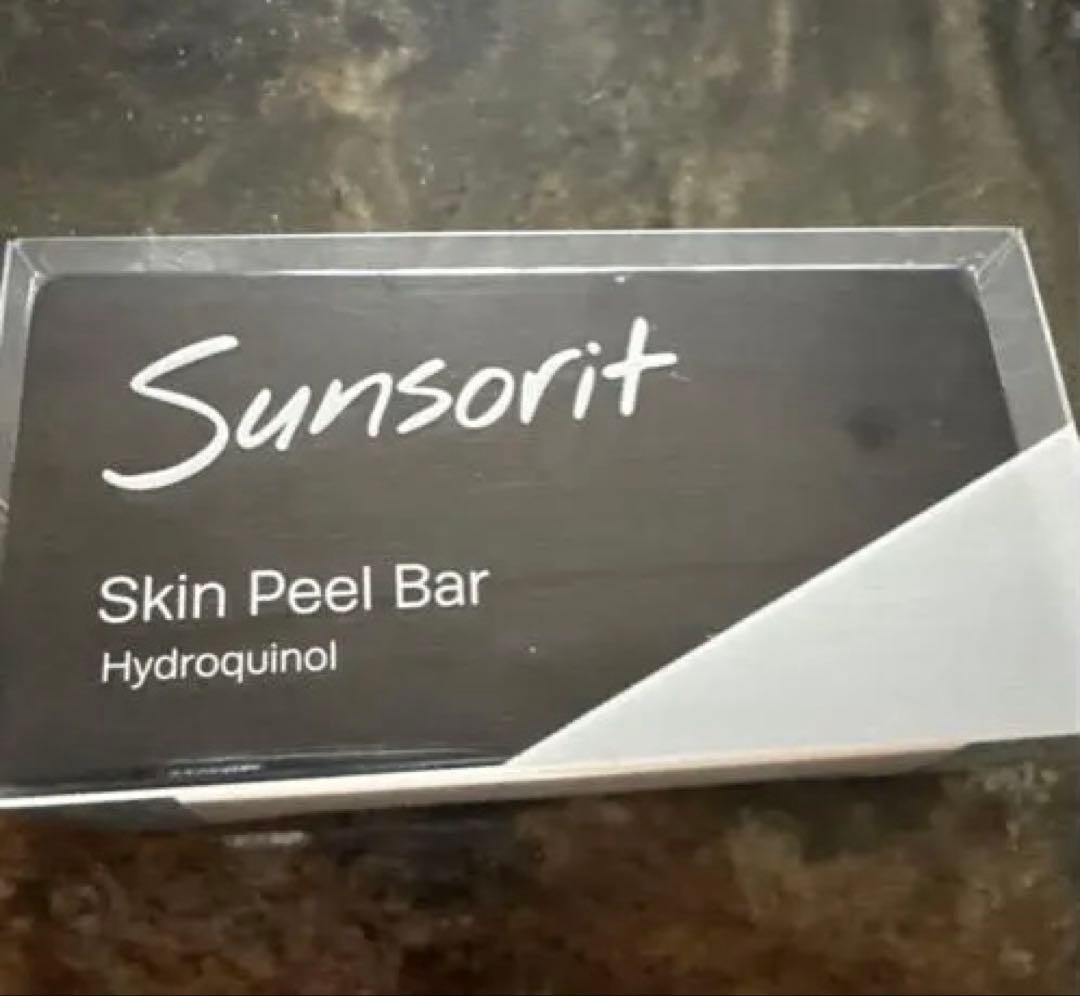 Sunsorit
Skin Peel Bar
Hydroquinol